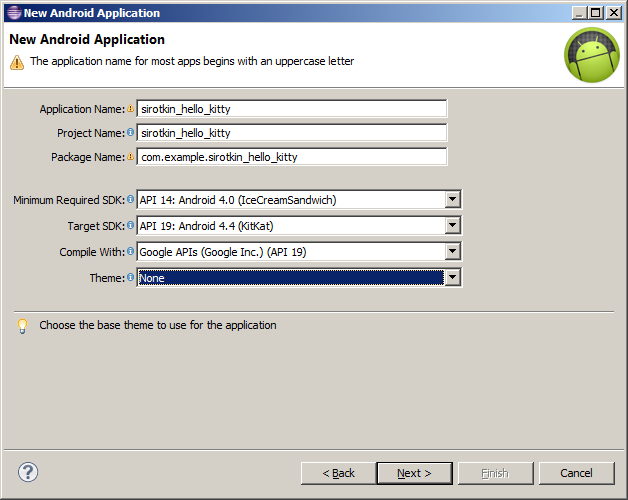 New Android Application
New Android Application
The application name for most apps begins with an uppercase letter
Application Name: sirotkin_hello_kitty
Project Name: sirotkin_hello_kitty
Package Name: com.example.sirotkin_hello_kitty
Minimum Required SDK: API 14: Android 4.0 (IceCreamSandwich)
Target SDK: API 19: Android 4.4 (KitKat)
Compile With: Google APIs (Google Inc.) (API 19)
Theme: None
Choose the base theme to use for the application
? < Back Next > Finish Cancel